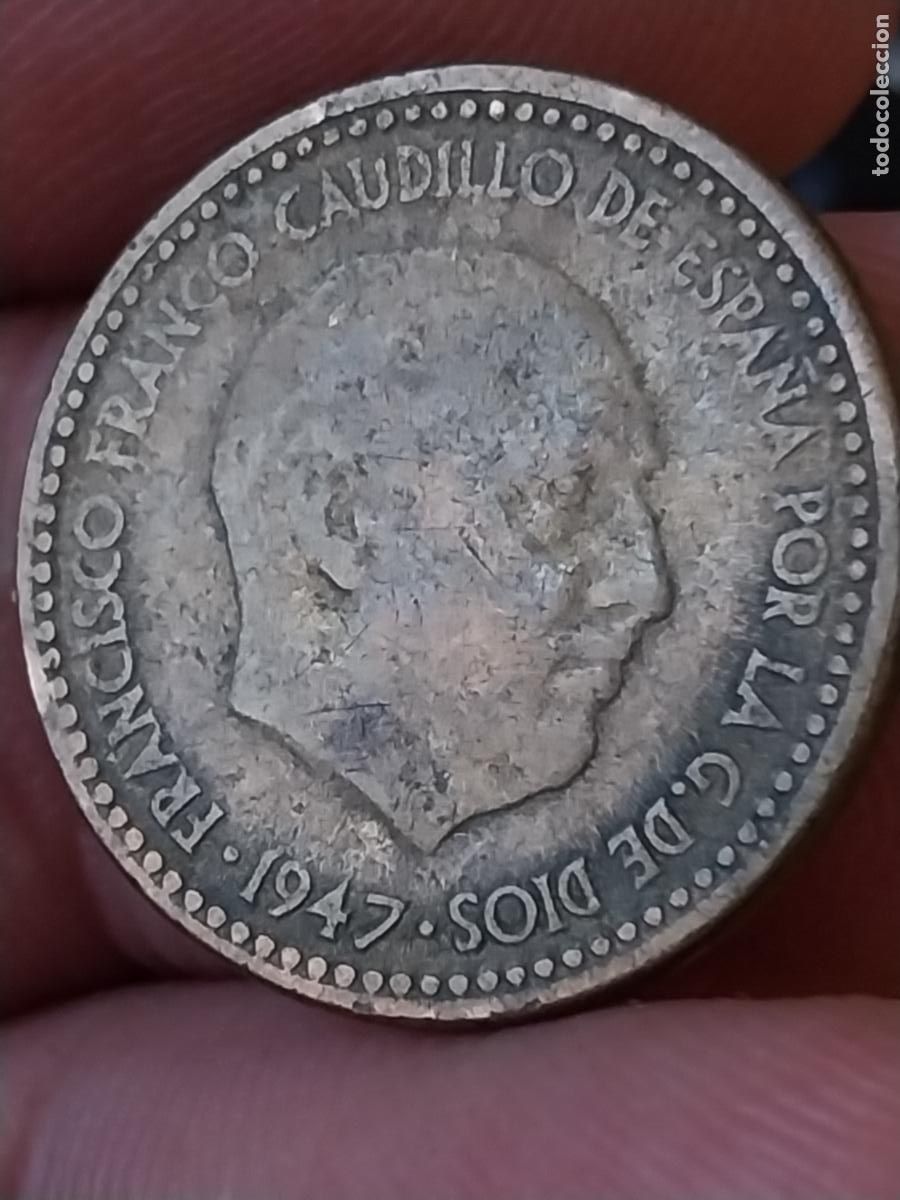 FRANCISCO FRANCO CAUDILLO DE ESPAÑA POR LA G. DE DIOS
· 1947 ·
todocoleccion